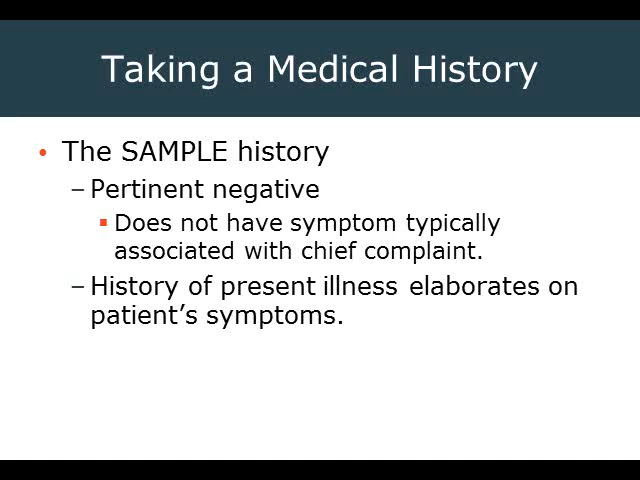 Taking a Medical History
• The SAMPLE history
– Pertinent negative
▪ Does not have symptom typically
associated with chief complaint.
– History of present illness elaborates on
patient’s symptoms.